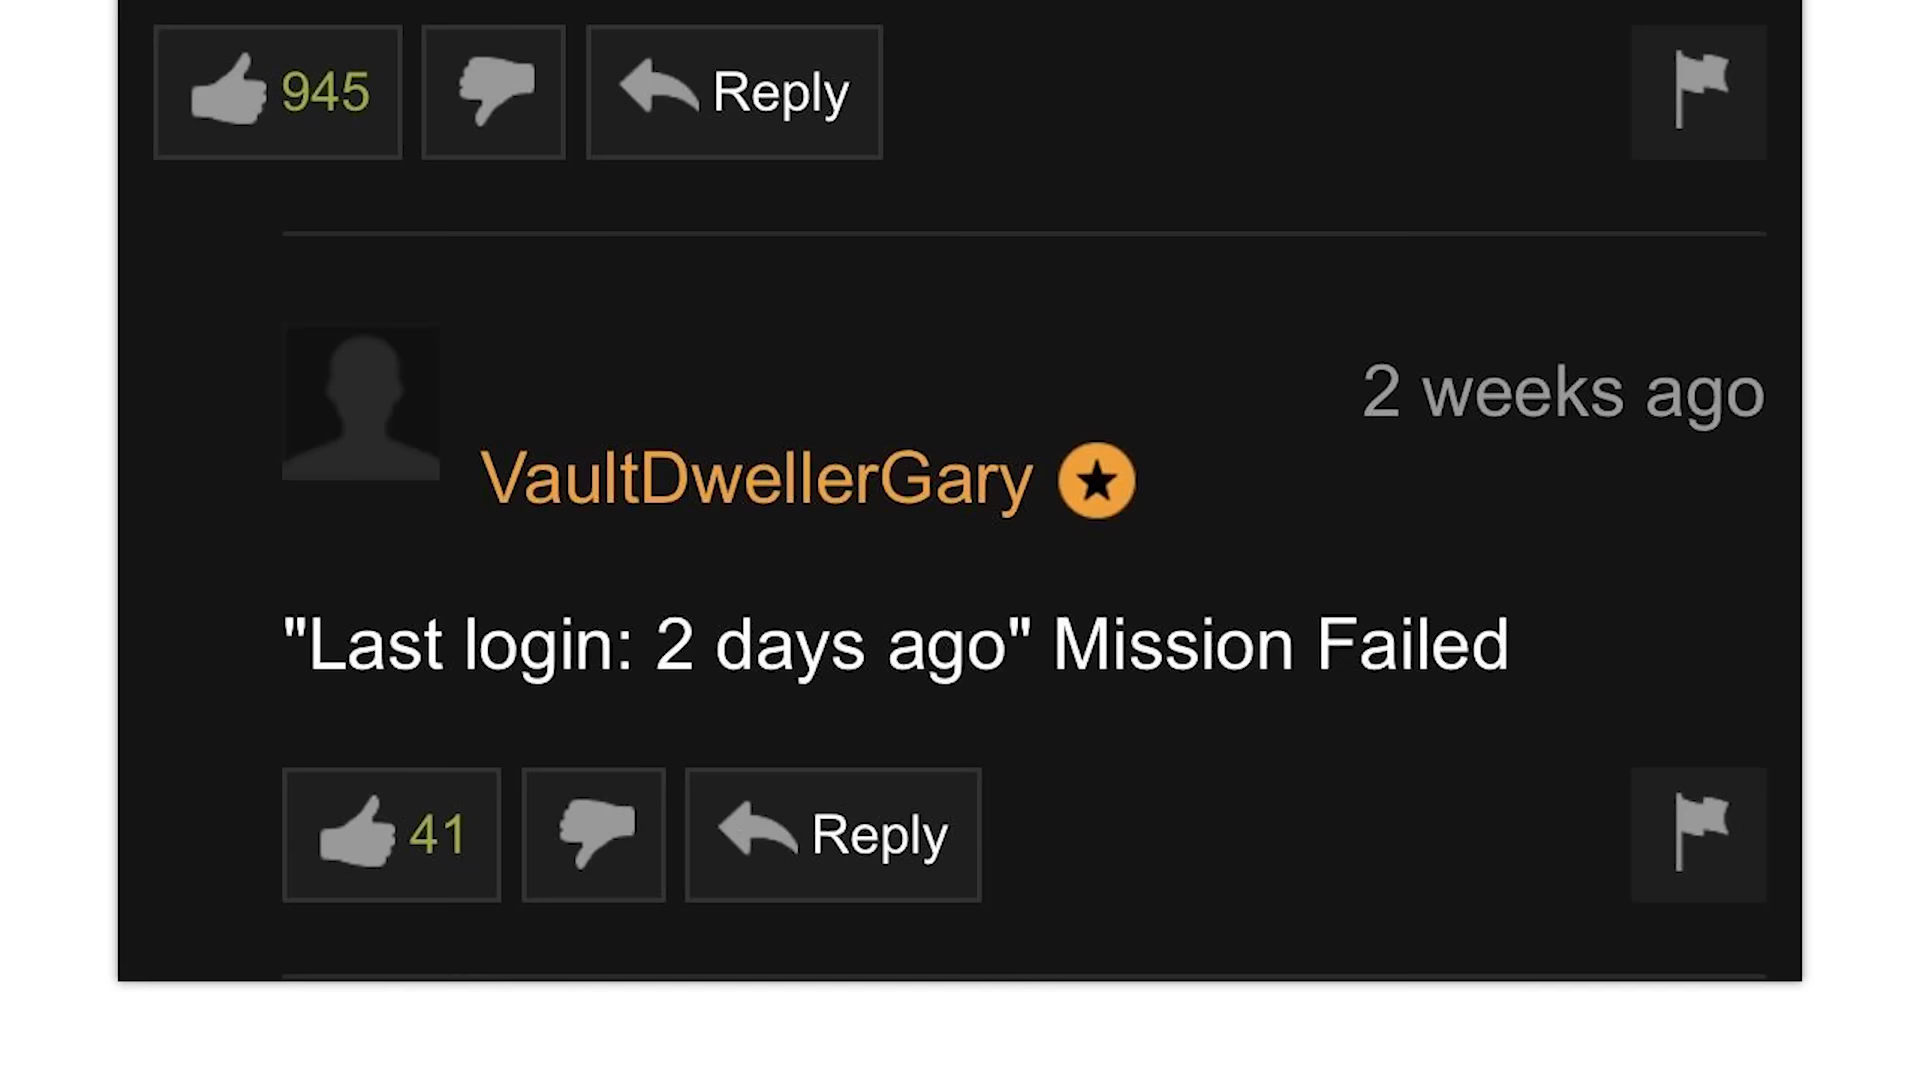 945
Reply
2 weeks ago
VaultDwellerGary
"Last login: 2 days ago" Mission Failed
41
Reply